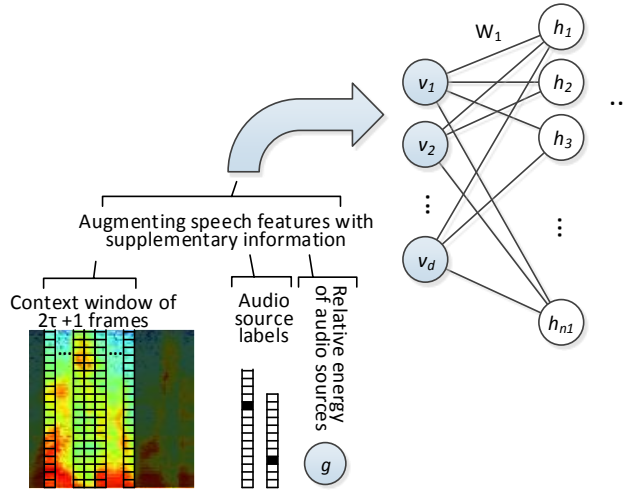 W1
h1
v1
h2
..
v2
h3
⋮
⋮
vd
hn1
Augmenting speech features with
supplementary information
Context window of
2τ +1 frames
Audio
source
labels
Relative energy
of audio sources
... ...
g